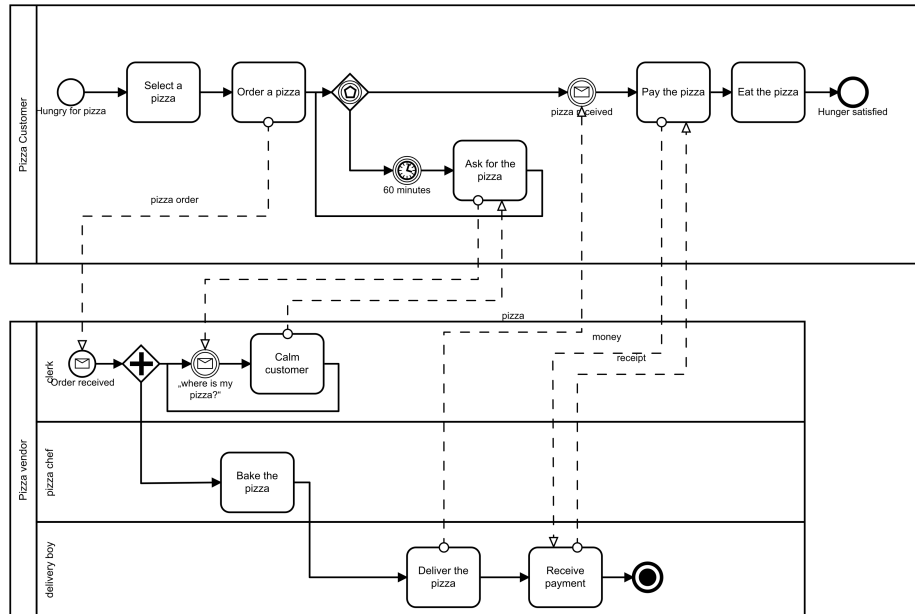 Pizza Customer
Hungry for pizza
Select a
pizza
Order a pizza
pizza received
Pay the pizza
Eat the pizza
Hunger satisfied
60 minutes
Ask for the
pizza
pizza order
pizza
money
receipt
Pizza vendor
clerk
Order received
„where is my
pizza?“
Calm
customer
pizza chef
Bake the
pizza
delivery boy
Deliver the
pizza
Receive
payment